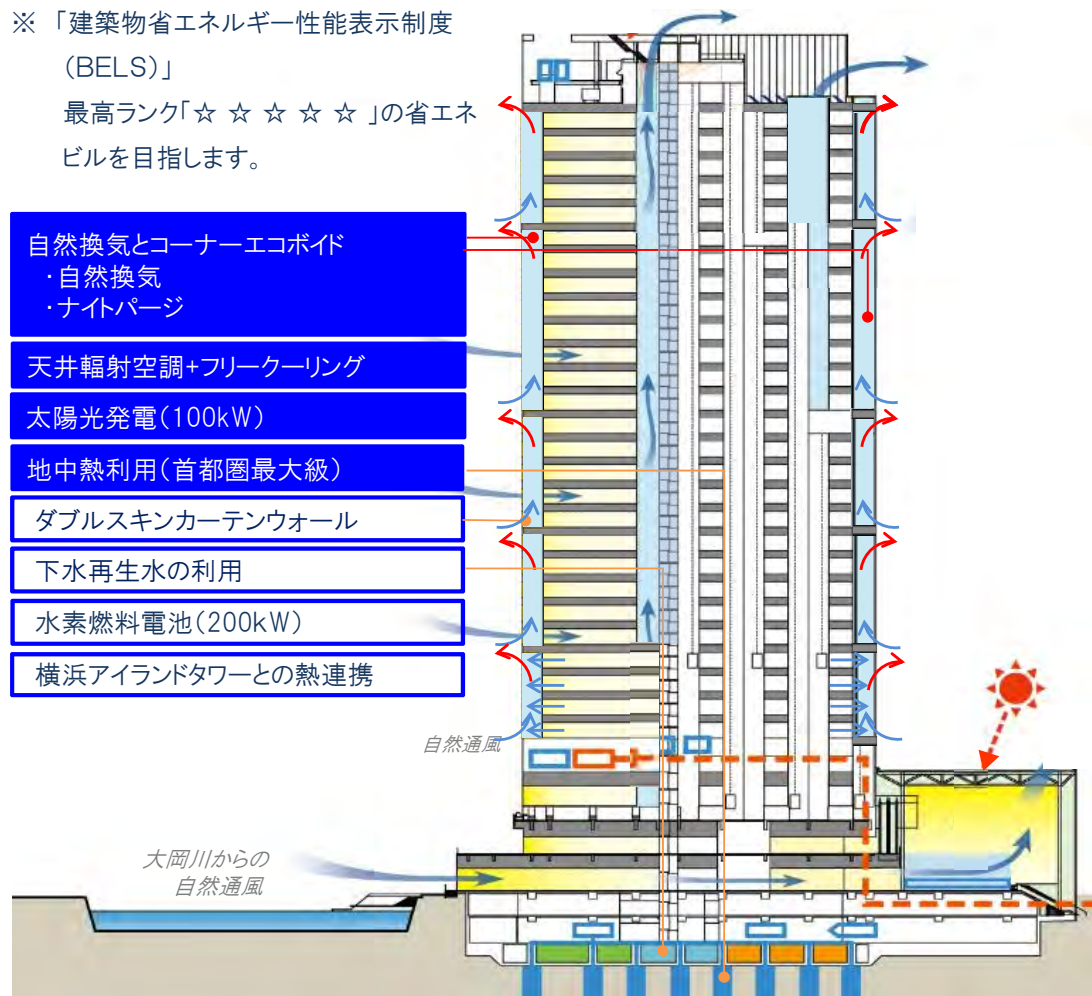 ※ 「建築物省エネルギー性能表示制度
(BELS)」
最高ランク「☆ ☆ ☆ ☆ ☆ 」の省エネ
ビルを目指します。
自然換気とコーナーエコボイド
・自然換気
・ナイトパージ
天井輻射空調+フリークーリング
太陽光発電(100kW)
地中熱利用(首都圏最大級)
ダブルスキンカーテンウォール
下水再生水の利用
水素燃料電池(200kW)
横浜アイランドタワーとの熱連携
自然通風
大岡川からの
自然通風